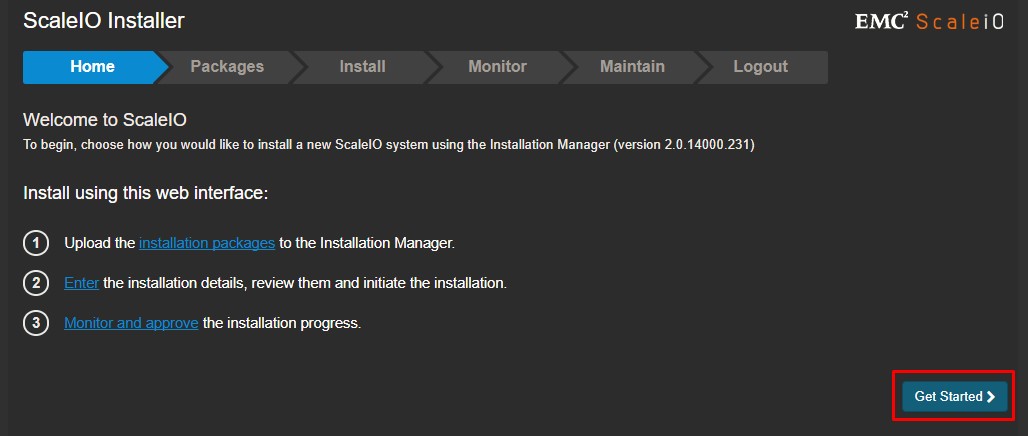 ScaleIO Installer
EMC² ScaleiO
Home Packages Install Monitor Maintain Logout
Welcome to ScaleIO
To begin, choose how you would like to install a new ScaleIO system using the Installation Manager (version 2.0.14000.231)
Install using this web interface:
1 Upload the installation packages to the Installation Manager.
2 Enter the installation details, review them and initiate the installation.
3 Monitor and approve the installation progress.
Get Started